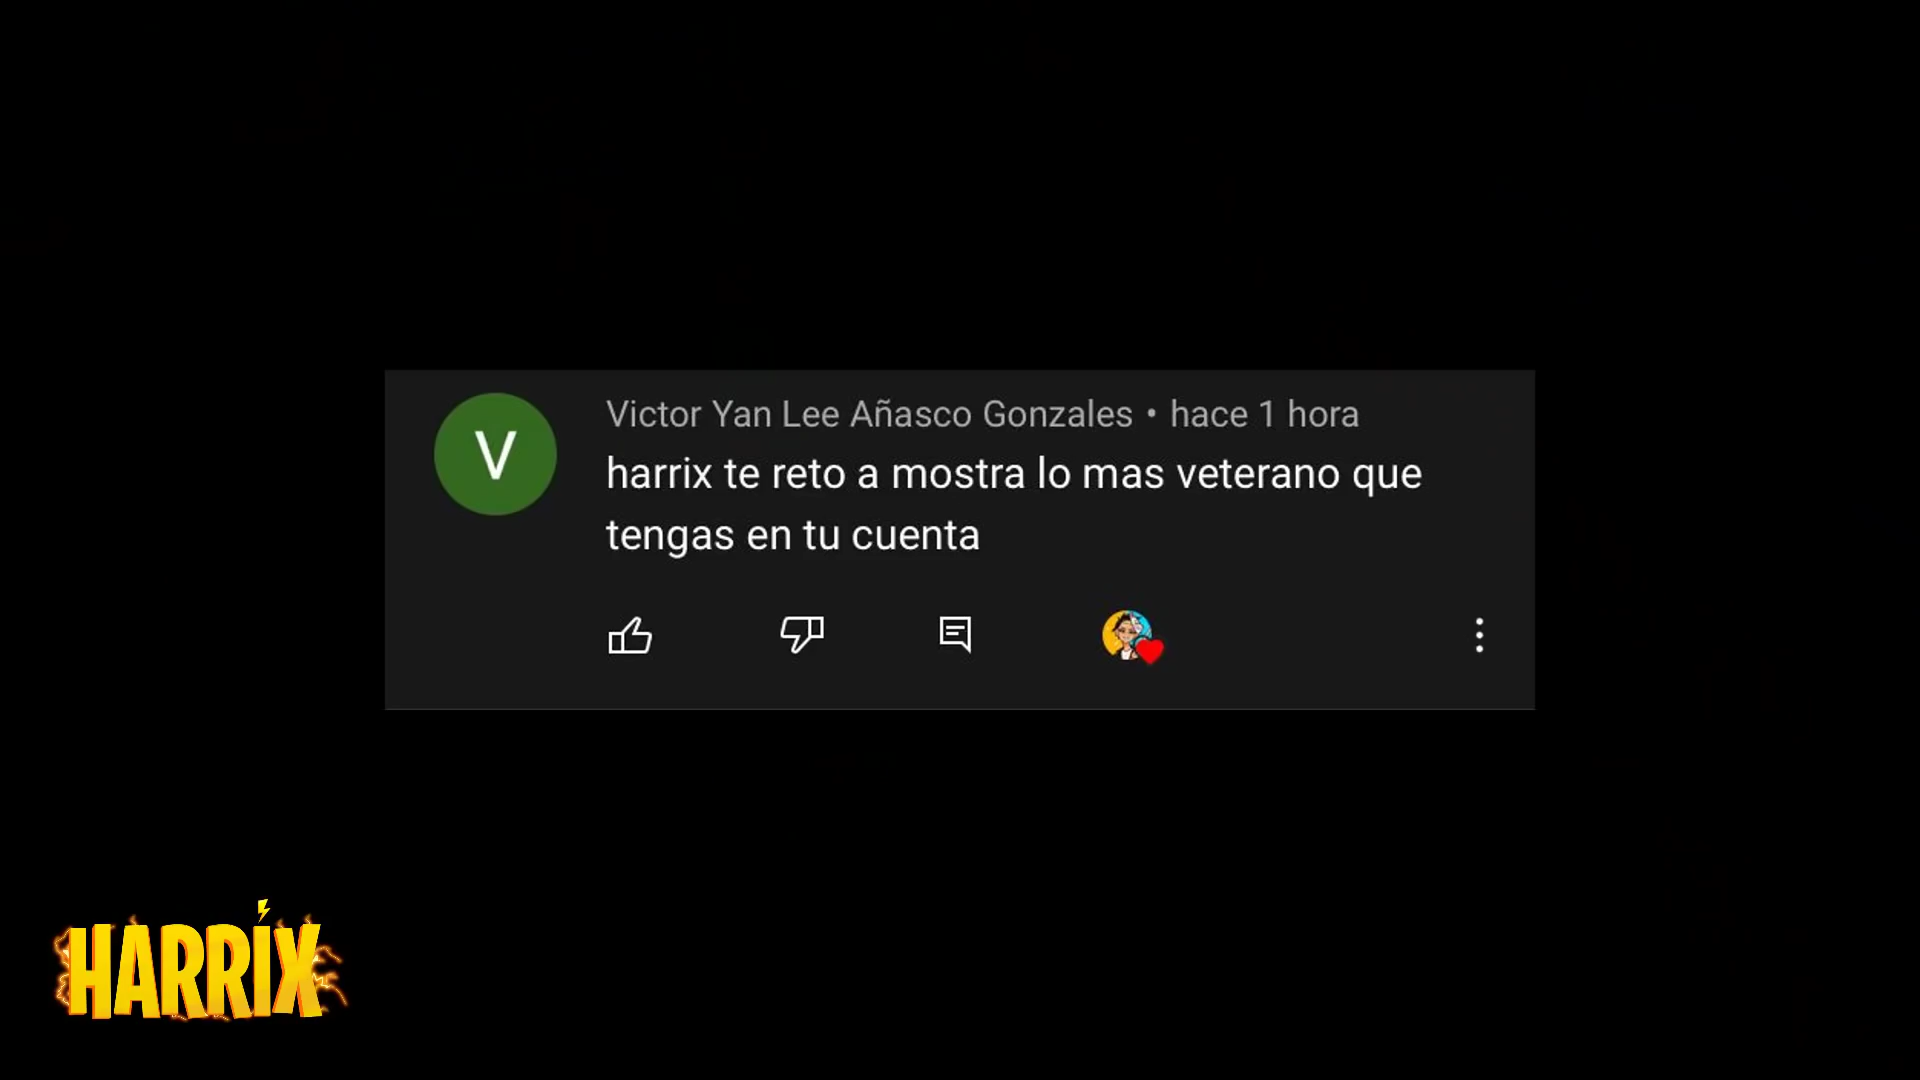 V
Victor Yan Lee Añasco Gonzales • hace 1 hora
harrix te reto a mostra lo mas veterano que
tengas en tu cuenta
HARRIX